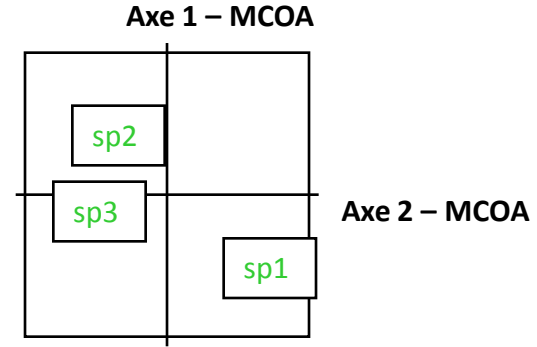 Axe 1 – MCOA
sp2
sp3
Axe 2 – MCOA
sp1